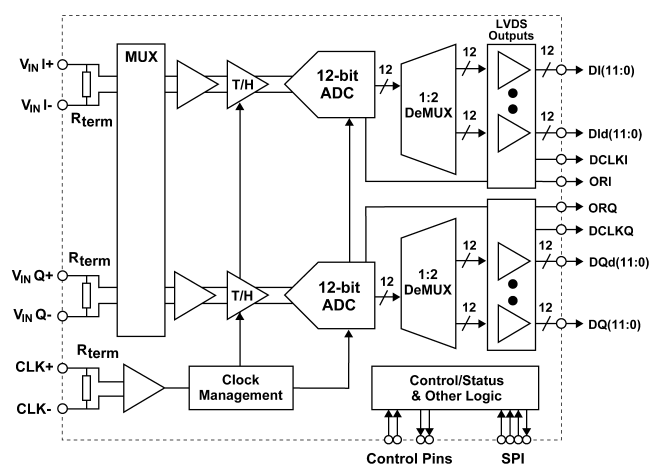 LVDS
Outputs
V_IN I+
MUX
12
12
12-bit
ADC
DI(11:0)
T/H
12
1:2
DeMUX
V_IN I-
R_term
12
12
DId(11:0)
DCLKI
ORI
ORQ
DCLKQ
R_term
12
12
V_IN Q+
12-bit
ADC
DQd(11:0)
T/H
12
1:2
DeMUX
V_IN Q-
12
12
DQ(11:0)
R_term
CLK+
Clock
Management
Control/Status
& Other Logic
CLK-
Control Pins
SPI